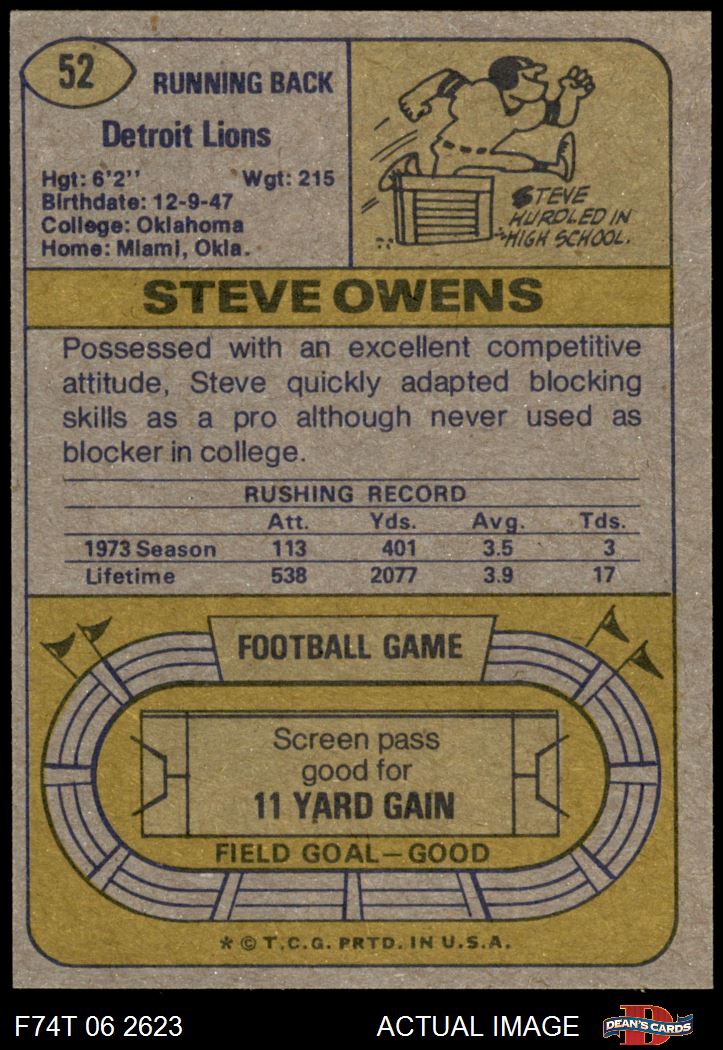 52
RUNNING BACK
Detroit Lions
Hgt: 6'2'' Wgt: 215
Birthdate: 12-9-47
College: Oklahoma
Home: Miami, Okla.
STEVE
HURDLED IN
HIGH SCHOOL.
STEVE OWENS
Possessed with an excellent competitive
attitude, Steve quickly adapted blocking
skills as a pro although never used as
blocker in college.
RUSHING RECORD
Att. Yds. Avg. Tds.
1973 Season 113 401 3.5 3
Lifetime 538 2077 3.9 17
FOOTBALL GAME
Screen pass
good for
11 YARD GAIN
FIELD GOAL—GOOD
* © T.C.G. PRTD. IN U.S.A.
F74T 06 2623 ACTUAL IMAGE
D
DEAN'S CARDS